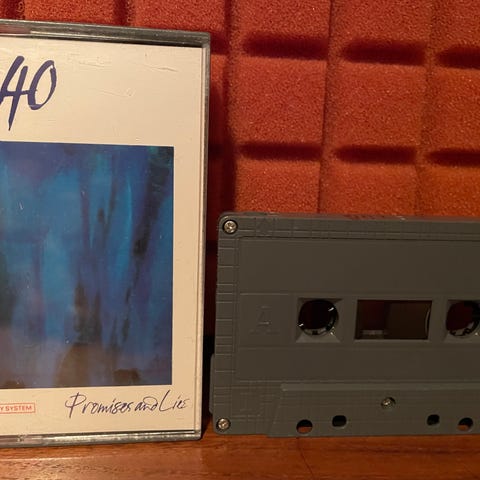 40
Y SYSTEM
Promises and Lies
A